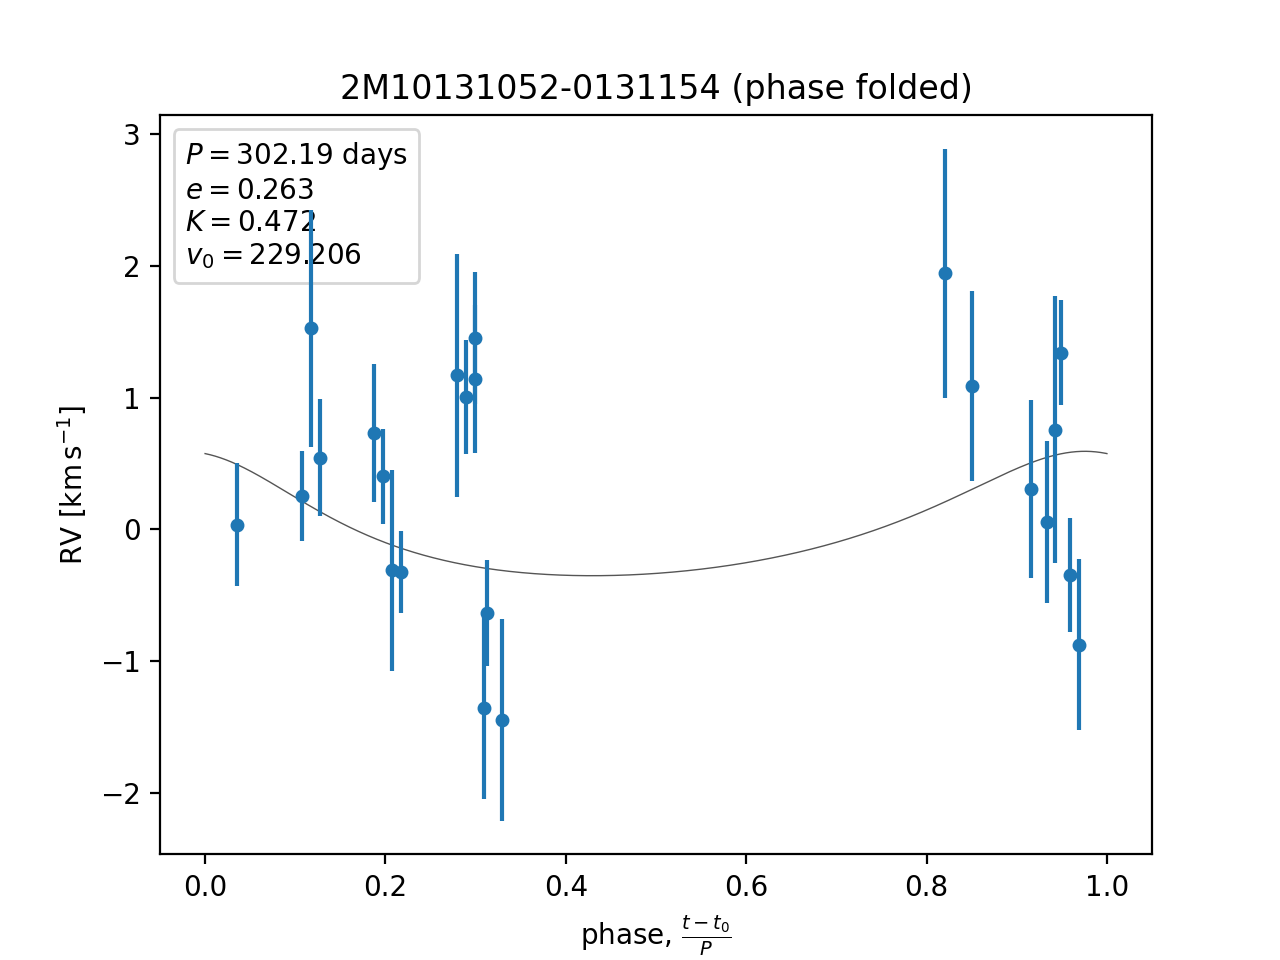 2M10131052-0131154 (phase folded)
P = 302.19 days
e = 0.263
K = 0.472
v₀ = 229.206
3
2
1
0
−1
−2
RV [km s⁻¹]
0.0 0.2 0.4 0.6 0.8 1.0
phase, (t − t₀)/P